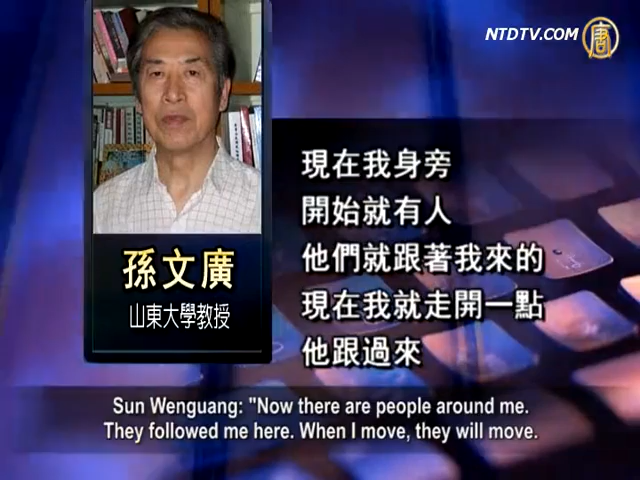 NTDTV.COM
唐
現在我身旁
開始就有人
他們就跟著我來的
現在我就走開一點
他跟過來
孫文廣
山東大學教授
Sun Wenguang: "Now there are people around me.
They followed me here. When I move, they will move.